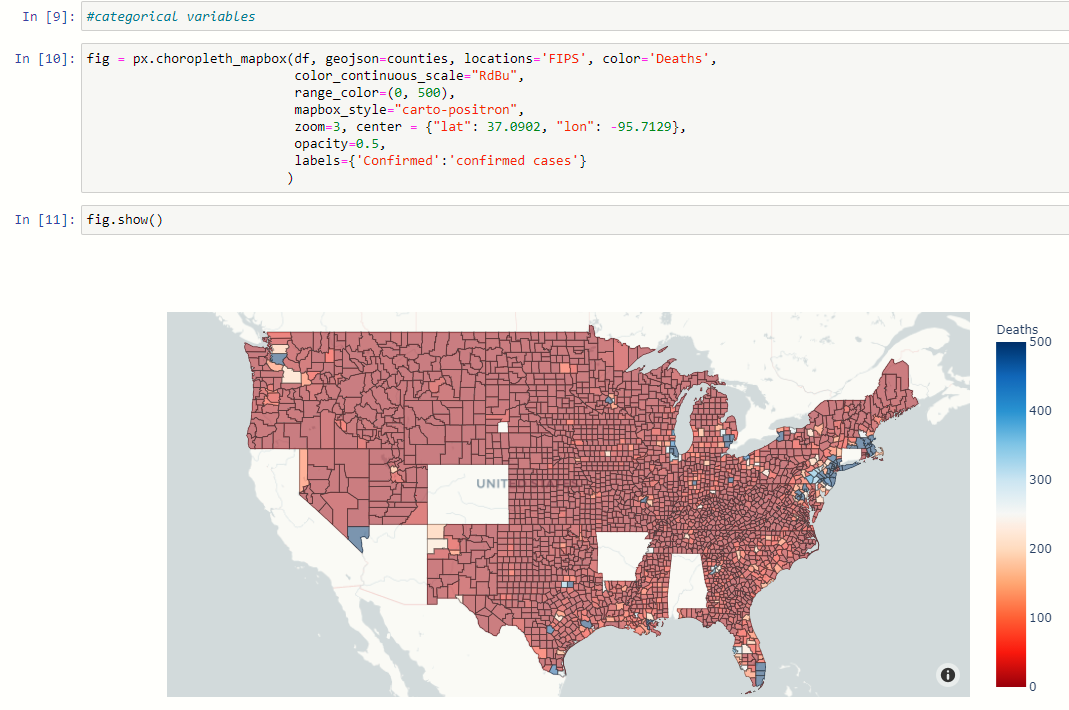 In [9]: #categorical variables
In [10]: fig = px.choropleth_mapbox(df, geojson=counties, locations='FIPS', color='Deaths',
color_continuous_scale="RdBu",
range_color=(0, 500),
mapbox_style="carto-positron",
zoom=3, center = {"lat": 37.0902, "lon": -95.7129},
opacity=0.5,
labels={'Confirmed':'confirmed cases'}
)
In [11]: fig.show()
Deaths
500
400
300
200
100
0
UNITED STATES
i